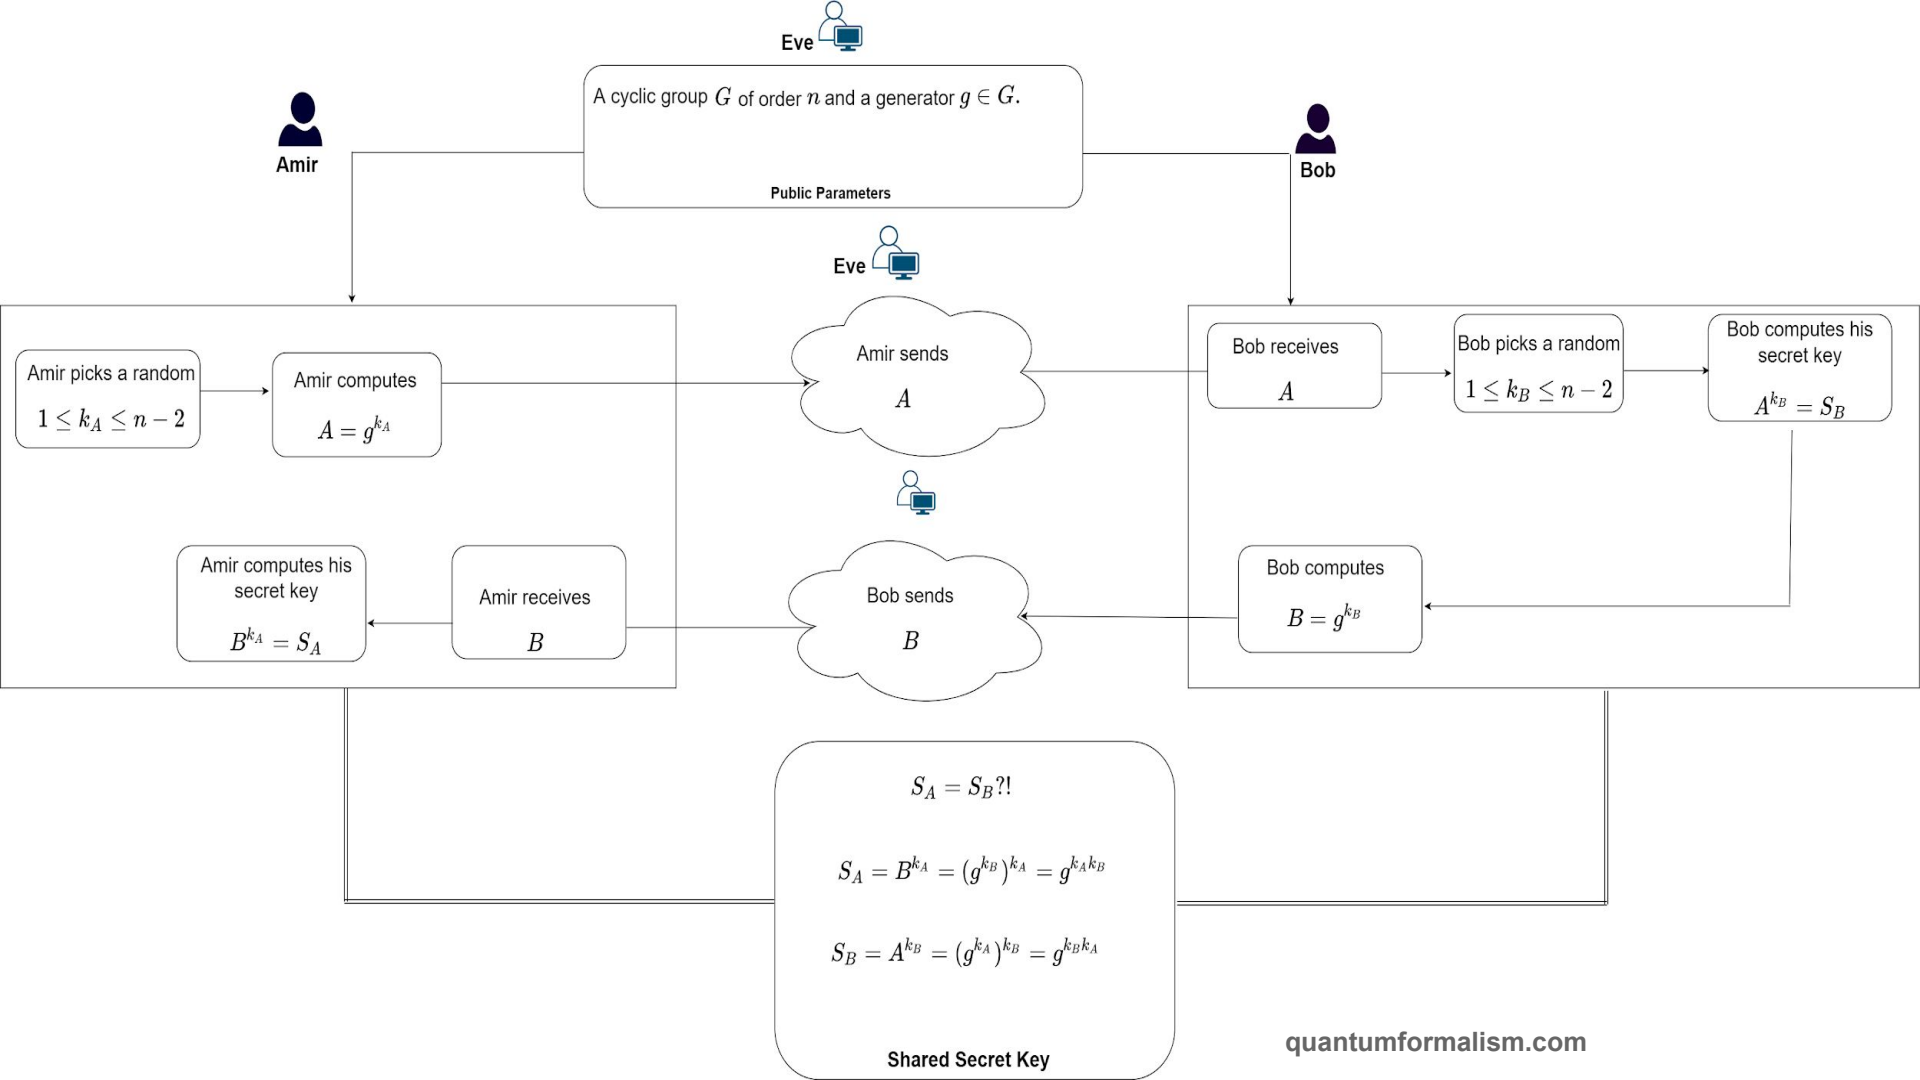 Eve
A cyclic group G of order n and a generator g ∈ G.
Public Parameters
Amir
Bob
Eve
Amir picks a random
1 ≤ k_A ≤ n − 2
Amir computes
A = g^{k_A}
Amir sends
A
Bob receives
A
Bob picks a random
1 ≤ k_B ≤ n − 2
Bob computes his
secret key
A^{k_B} = S_B
Amir computes his
secret key
B^{k_A} = S_A
Amir receives
B
Bob sends
B
Bob computes
B = g^{k_B}
S_A = S_B?!
S_A = B^{k_A} = (g^{k_B})^{k_A} = g^{k_A k_B}
S_B = A^{k_B} = (g^{k_A})^{k_B} = g^{k_B k_A}
Shared Secret Key
quantumformalism.com